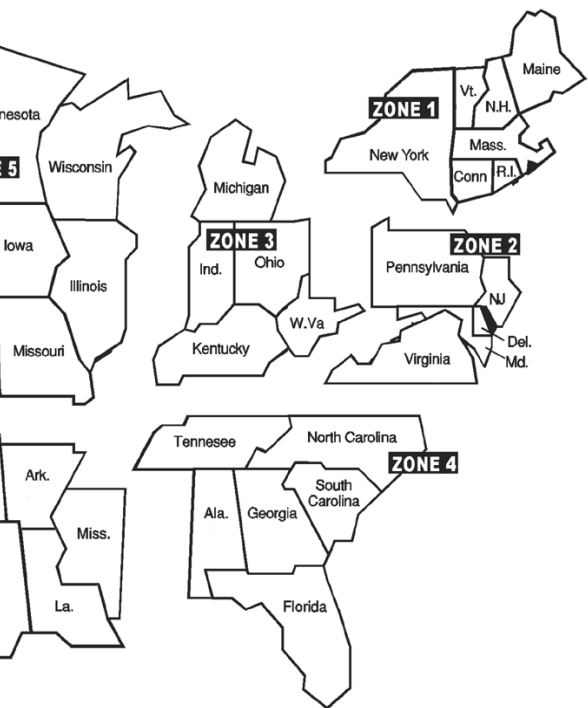 Maine
Vt.
N.H.
ZONE 1
New York
Mass.
Conn
R.I.
nesota
E 5
Wisconsin
Michigan
ZONE 3
Ind.
Ohio
Iowa
Illinois
W.Va
Kentucky
Missouri
ZONE 2
Pennsylvania
NJ
Del.
Md.
Virginia
Tennesee
North Carolina
ZONE 4
South
Carolina
Ark.
Ala.
Georgia
Miss.
La.
Florida